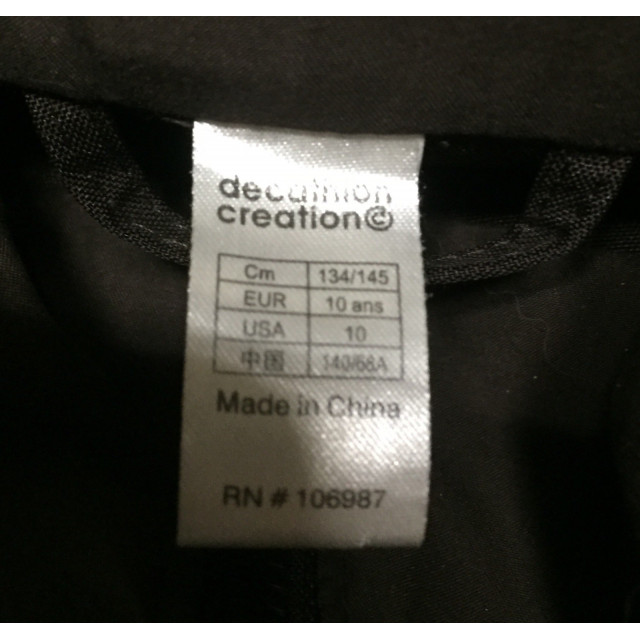 decathlon
creation©
Cm 134/145
EUR 10 ans
USA 10
中国 140/68A
Made in China
RN # 106987